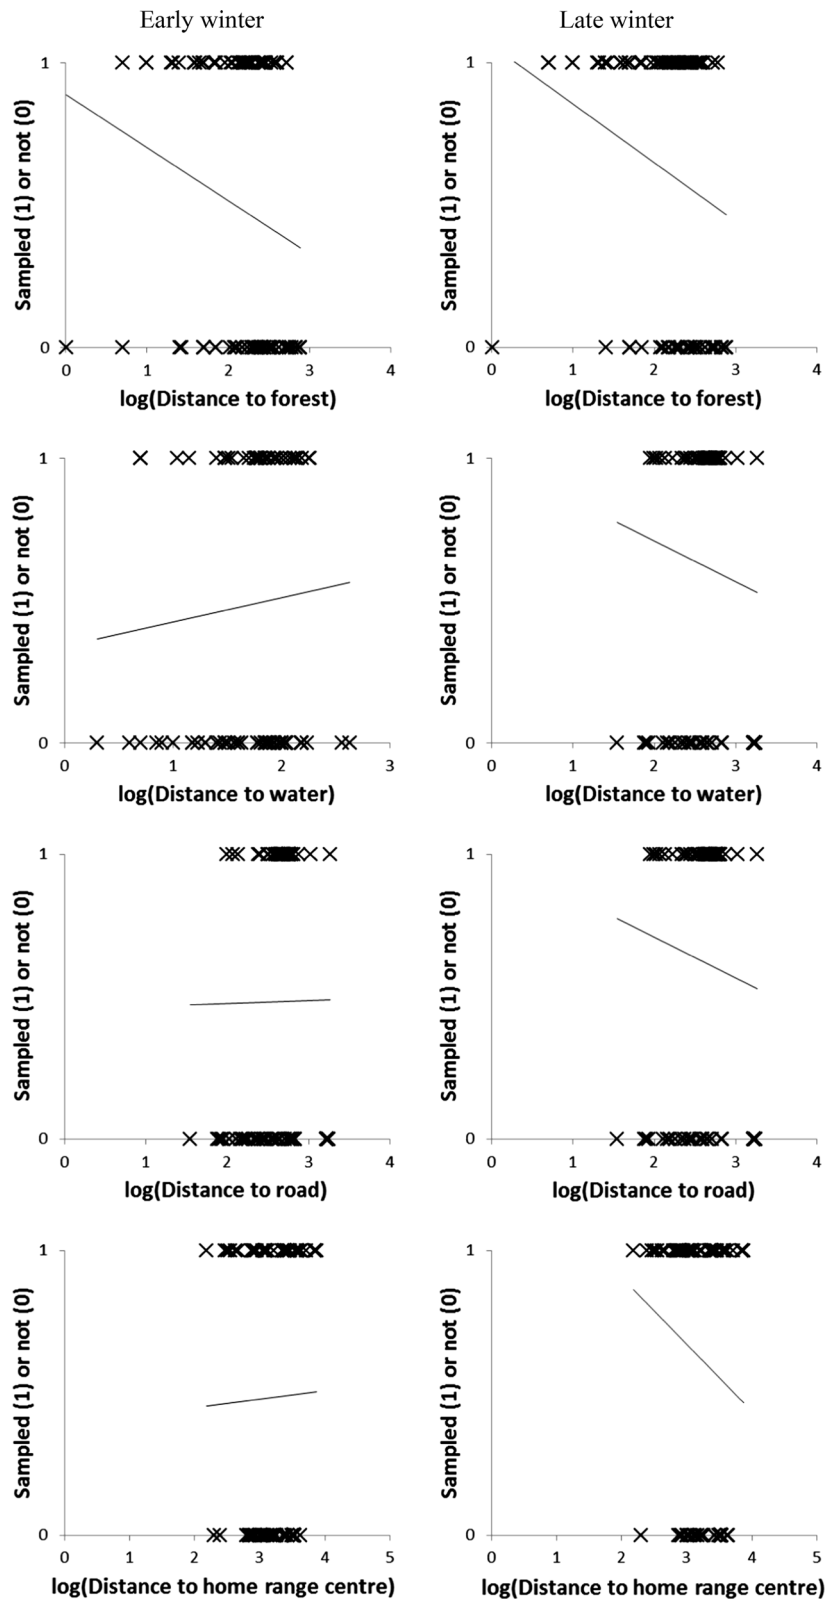 Early winter
Late winter
1
Sampled (1) or not (0)
0
0 1 2 3 4
log(Distance to forest)
1
Sampled (1) or not (0)
0
0 1 2 3 4
log(Distance to forest)
1
Sampled (1) or not (0)
0
0 1 2 3
log(Distance to water)
1
Sampled (1) or not (0)
0
0 1 2 3 4
log(Distance to water)
1
Sampled (1) or not (0)
0
0 1 2 3 4
log(Distance to road)
1
Sampled (1) or not (0)
0
0 1 2 3 4
log(Distance to road)
1
Sampled (1) or not (0)
0
0 1 2 3 4 5
log(Distance to home range centre)
1
Sampled (1) or not (0)
0
0 1 2 3 4 5
log(Distance to home range centre)